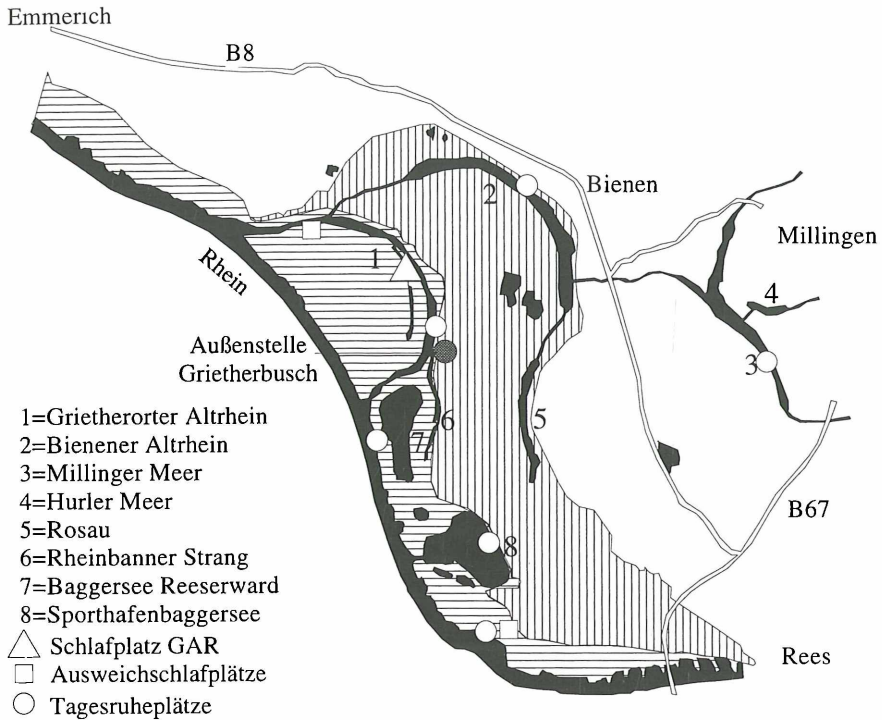 Emmerich
B8
Bienen
2
Millingen
1
Rhein
4
3
Außenstelle
Grietherbusch
6
5
7
B67
8
Rees
1=Grietherorter Altrhein
2=Bienener Altrhein
3=Millinger Meer
4=Hurler Meer
5=Rosau
6=Rheinbanner Strang
7=Baggersee Reeserward
8=Sporthafenbaggersee
Schlafplatz GAR
Ausweichschlafplätze
Tagesruheplätze